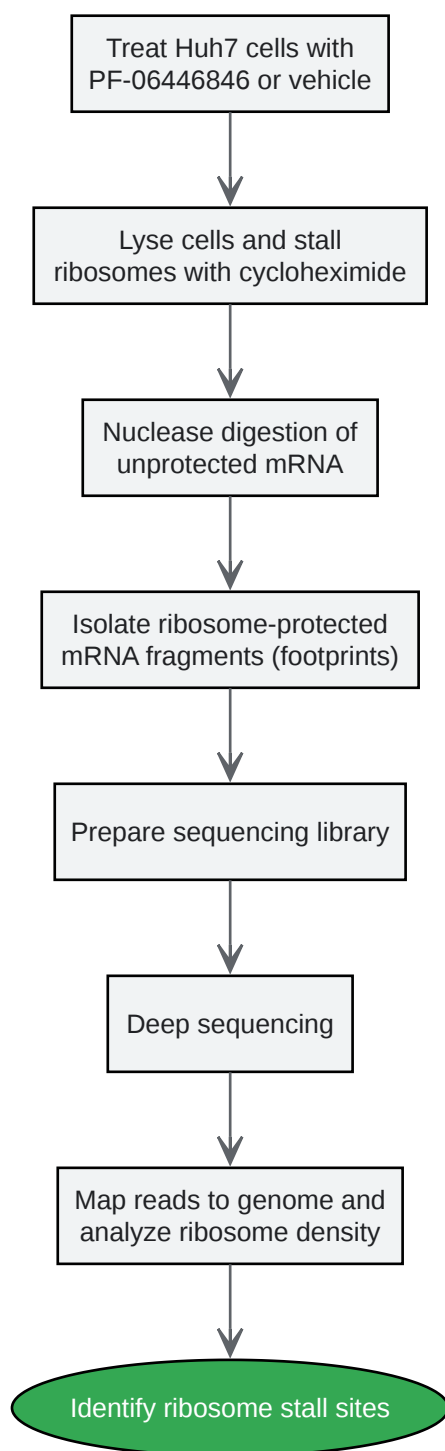 Treat Huh7 cells with
PF-06446846 or vehicle
Lyse cells and stall
ribosomes with cycloheximide
Nuclease digestion of
unprotected mRNA
Isolate ribosome-protected
mRNA fragments (footprints)
Prepare sequencing library
Deep sequencing
Map reads to genome and
analyze ribosome density
Identify ribosome stall sites